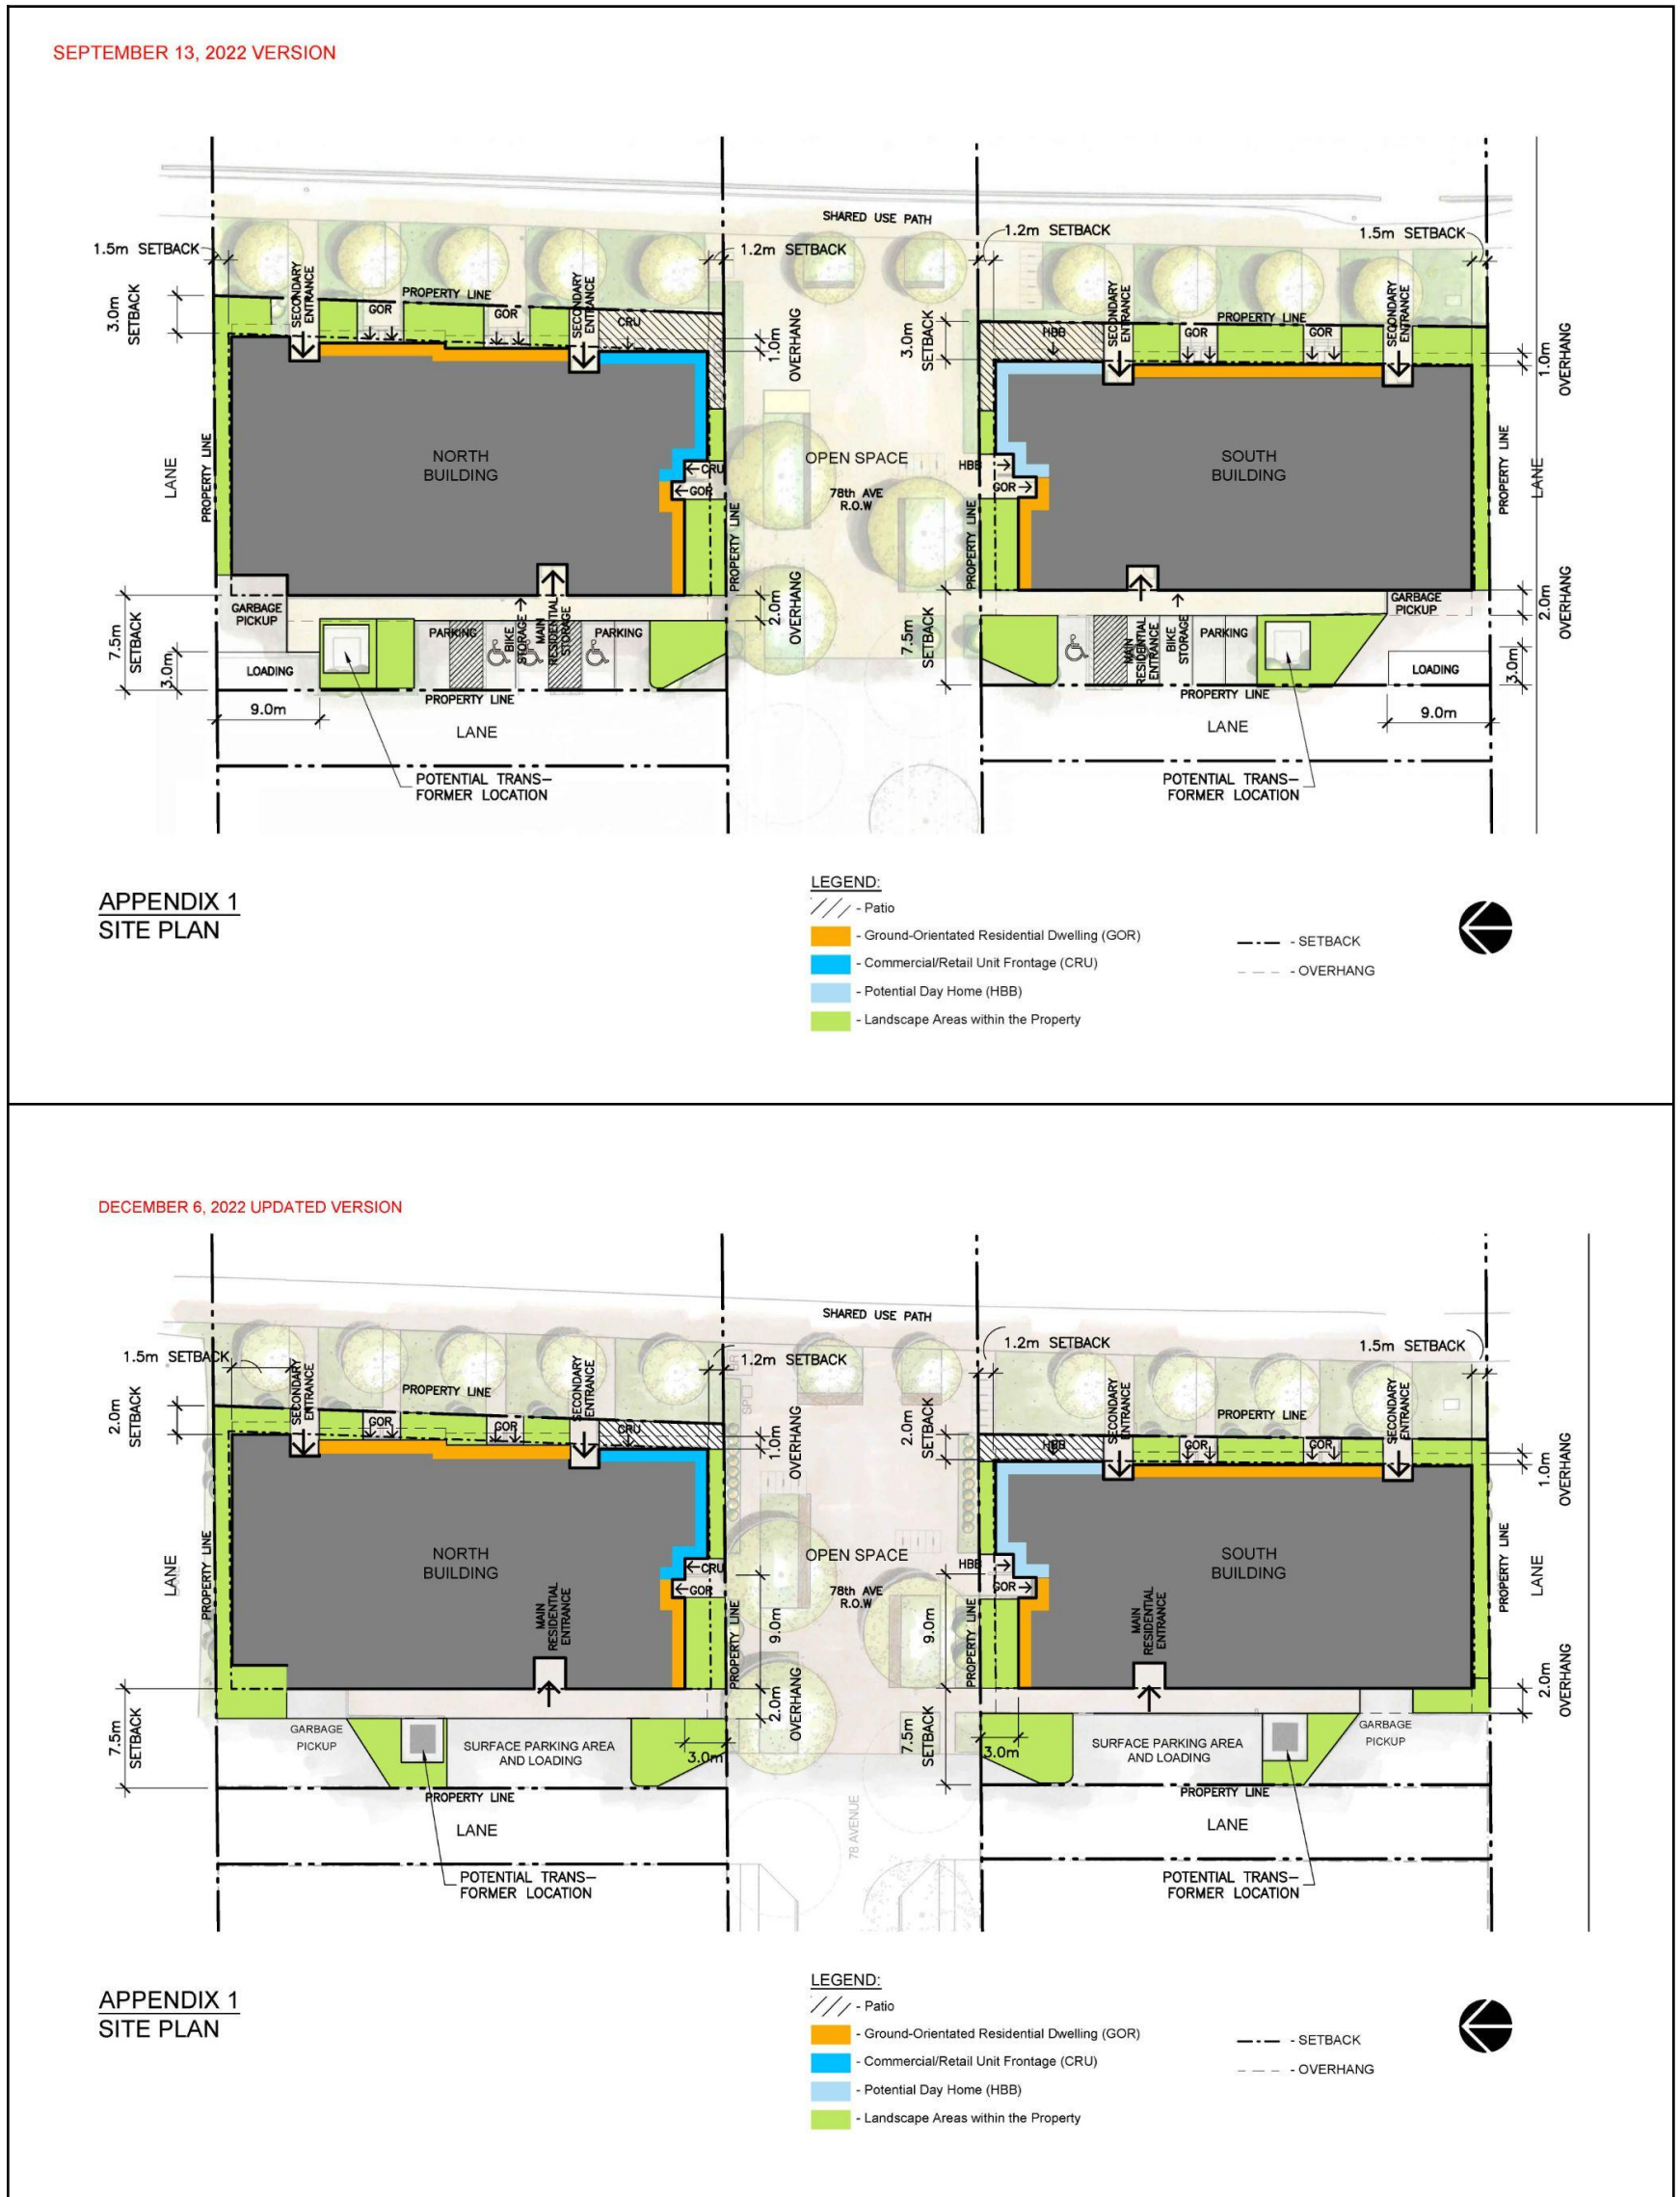 SEPTEMBER 13, 2022 VERSION
SHARED USE PATH
1.5m SETBACK
1.2m SETBACK
1.2m SETBACK
1.5m SETBACK
3.0m
SETBACK
SECONDARY
ENTRANCE
PROPERTY LINE
GOR
GOR
SECONDARY
ENTRANCE
CRU
1.0m
OVERHANG
3.0m
SETBACK
HBB
SECONDARY
ENTRANCE
PROPERTY LINE
GOR
GOR
SECONDARY
ENTRANCE
1.0m
OVERHANG
LANE
PROPERTY LINE
NORTH
BUILDING
CRU
GOR
PROPERTY LINE
OPEN SPACE
78th AVE
R.O.W
HBB
GOR
PROPERTY LINE
SOUTH
BUILDING
PROPERTY LINE
LANE
7.5m
SETBACK
3.0m
GARBAGE
PICKUP
LOADING
PARKING
BIKE
STORAGE
MAIN
RESIDENTIAL
STORAGE
PARKING
2.0m
OVERHANG
7.5m
SETBACK
MAIN
RESIDENTIAL
ENTRANCE
BIKE
STORAGE
PARKING
GARBAGE
PICKUP
LOADING
3.0m
2.0m
OVERHANG
9.0m
PROPERTY LINE
LANE
PROPERTY LINE
LANE
9.0m
POTENTIAL TRANS-
FORMER LOCATION
POTENTIAL TRANS-
FORMER LOCATION
APPENDIX 1
SITE PLAN
LEGEND:
- Patio
- Ground-Orientated Residential Dwelling (GOR)
- Commercial/Retail Unit Frontage (CRU)
- Potential Day Home (HBB)
- Landscape Areas within the Property
- SETBACK
- OVERHANG
DECEMBER 6, 2022 UPDATED VERSION
SHARED USE PATH
1.5m SETBACK
1.2m SETBACK
1.2m SETBACK
1.5m SETBACK
2.0m
SETBACK
SECONDARY
ENTRANCE
PROPERTY LINE
GOR
GOR
SECONDARY
ENTRANCE
CRU
1.0m
OVERHANG
2.0m
SETBACK
HBB
SECONDARY
ENTRANCE
PROPERTY LINE
GOR
GOR
SECONDARY
ENTRANCE
1.0m
OVERHANG
LANE
PROPERTY LINE
NORTH
BUILDING
MAIN
RESIDENTIAL
ENTRANCE
CRU
GOR
PROPERTY LINE
9.0m
OPEN SPACE
78th AVE
R.O.W
HBB
GOR
9.0m
PROPERTY LINE
SOUTH
BUILDING
MAIN
RESIDENTIAL
ENTRANCE
PROPERTY LINE
LANE
7.5m
SETBACK
GARBAGE
PICKUP
SURFACE PARKING AREA
AND LOADING
3.0m
2.0m
OVERHANG
7.5m
SETBACK
3.0m
SURFACE PARKING AREA
AND LOADING
GARBAGE
PICKUP
2.0m
OVERHANG
PROPERTY LINE
LANE
78 AVENUE
PROPERTY LINE
LANE
POTENTIAL TRANS-
FORMER LOCATION
POTENTIAL TRANS-
FORMER LOCATION
APPENDIX 1
SITE PLAN
LEGEND:
- Patio
- Ground-Orientated Residential Dwelling (GOR)
- Commercial/Retail Unit Frontage (CRU)
- Potential Day Home (HBB)
- Landscape Areas within the Property
- SETBACK
- OVERHANG